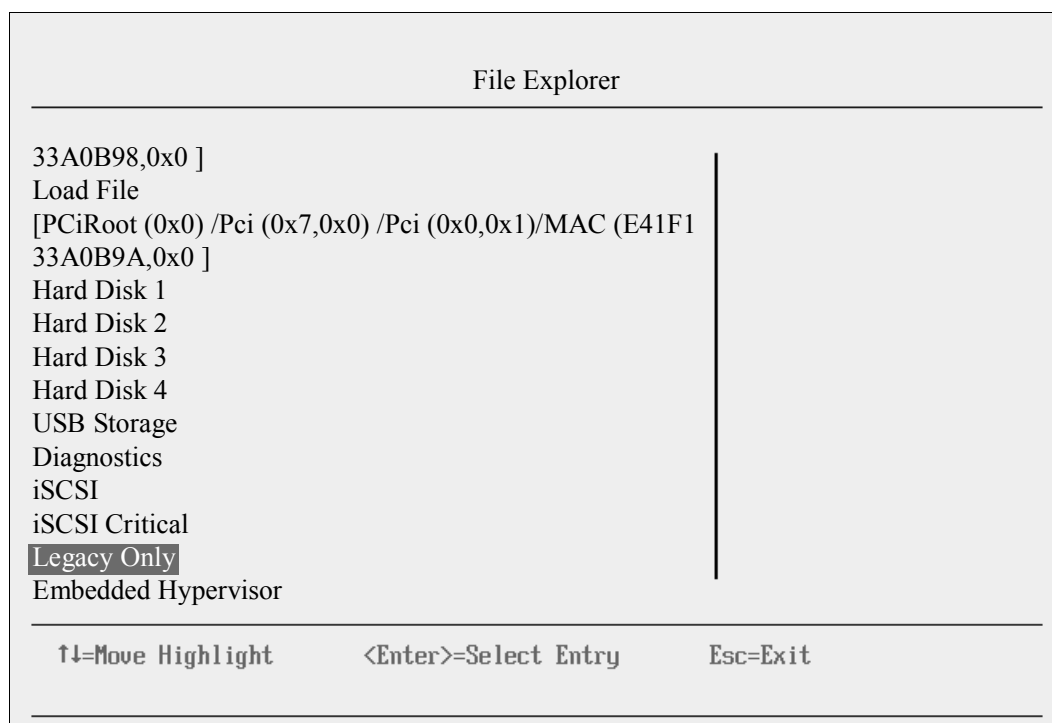 File Explorer
33A0B98,0x0 ]
Load File
[PCiRoot (0x0) /Pci (0x7,0x0) /Pci (0x0,0x1)/MAC (E41F1
33A0B9A,0x0 ]
Hard Disk 1
Hard Disk 2
Hard Disk 3
Hard Disk 4
USB Storage
Diagnostics
iSCSI
iSCSI Critical
Legacy Only
Embedded Hypervisor
↑↓=Move Highlight <Enter>=Select Entry Esc=Exit